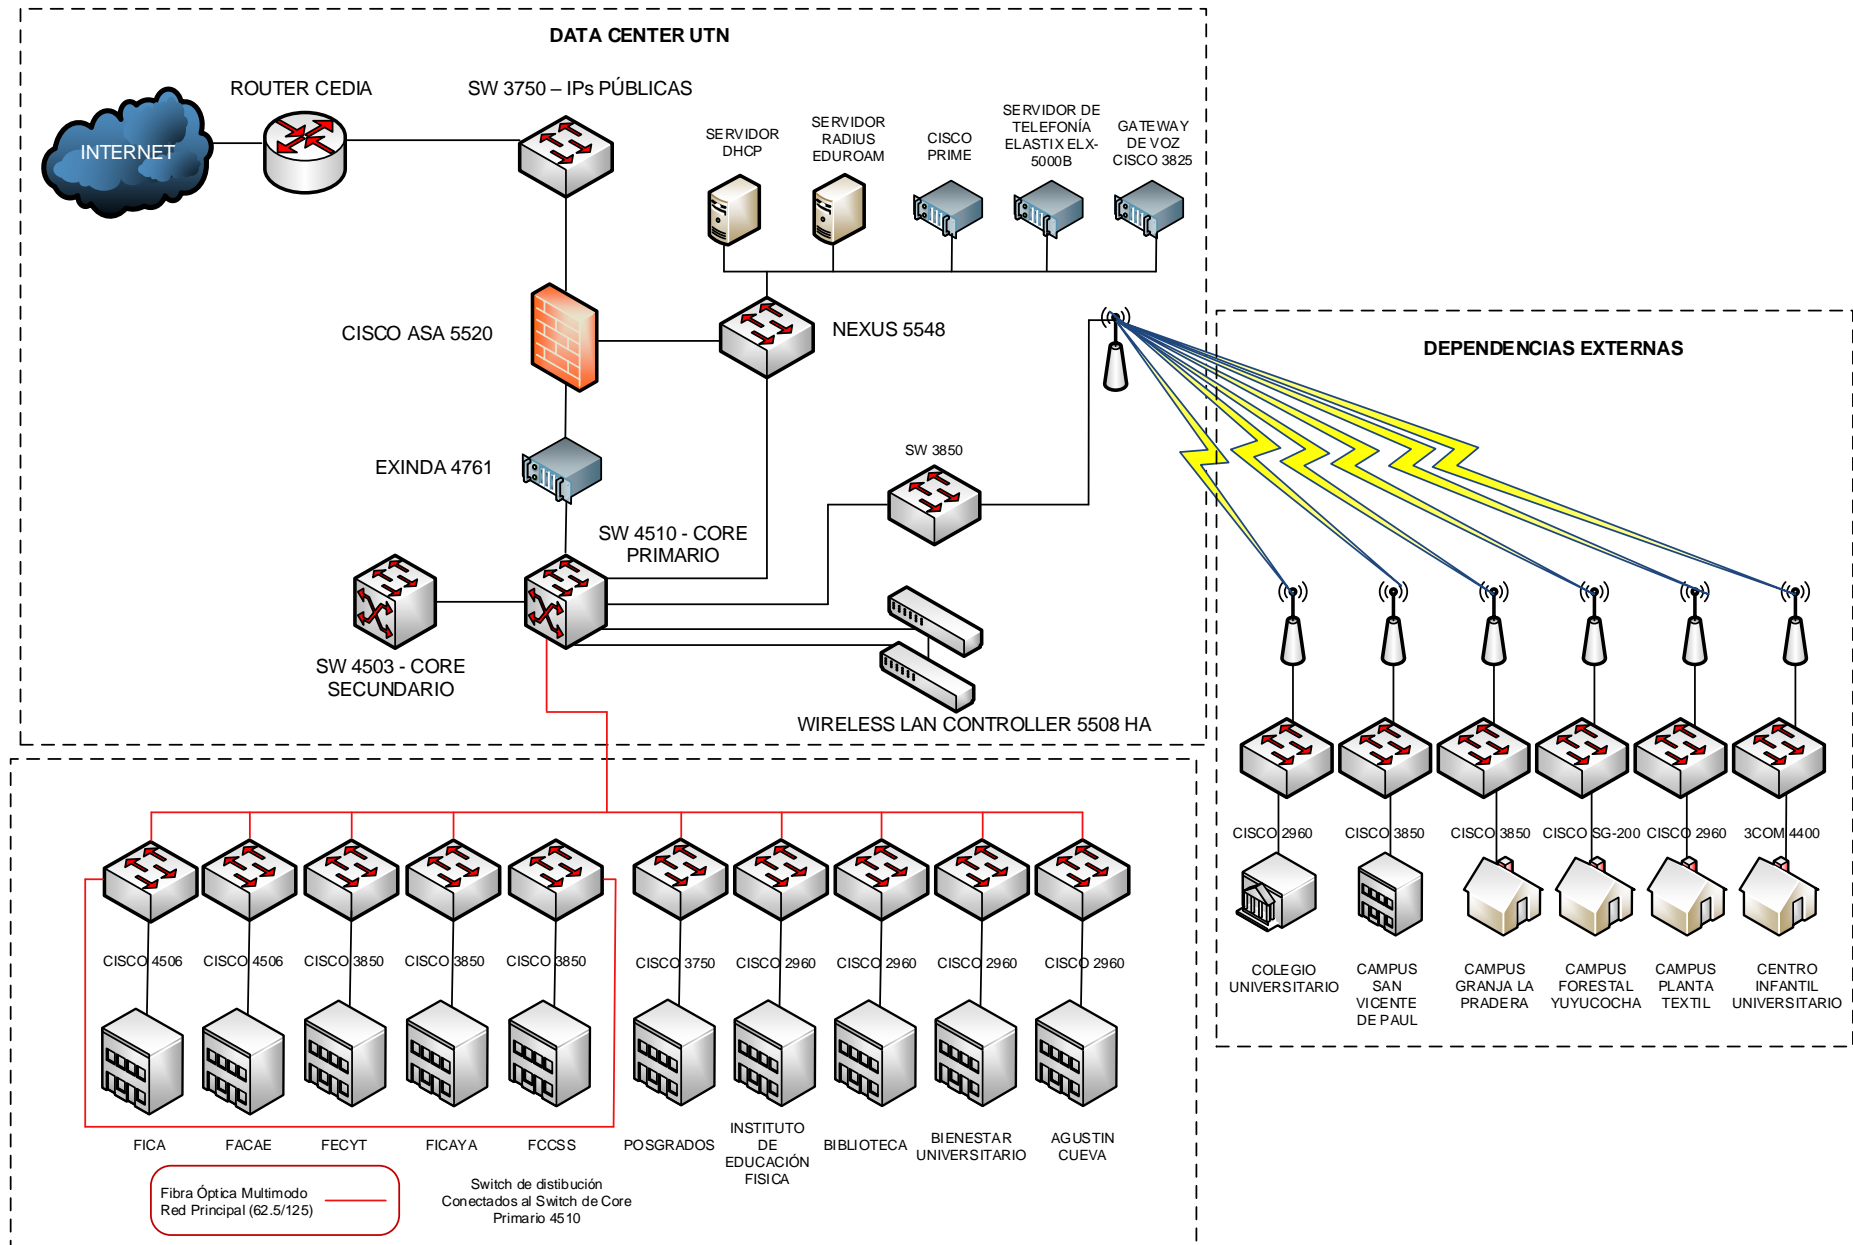 DATA CENTER UTN
ROUTER CEDIA
SW 3750 – IPs PÚBLICAS
INTERNET
SERVIDOR
DHCP
SERVIDOR
RADIUS
EDUROAM
CISCO
PRIME
SERVIDOR DE
TELEFONÍA
ELASTIX ELX-
5000B
GATEWAY
DE VOZ
CISCO 3825
CISCO ASA 5520
NEXUS 5548
EXINDA 4761
SW 3850
SW 4510 - CORE
PRIMARIO
SW 4503 - CORE
SECUNDARIO
WIRELESS LAN CONTROLLER 5508 HA
DEPENDENCIAS EXTERNAS
CISCO 2960
CISCO 3850
CISCO 3850
CISCO SG-200
CISCO 2960
3COM 4400
COLEGIO
UNIVERSITARIO
CAMPUS
SAN
VICENTE
DE PAUL
CAMPUS
GRANJA LA
PRADERA
CAMPUS
FORESTAL
YUYUCOCHA
CAMPUS
PLANTA
TEXTIL
CENTRO
INFANTIL
UNIVERSITARIO
CISCO 4506
CISCO 4506
CISCO 3850
CISCO 3850
CISCO 3850
CISCO 3750
CISCO 2960
CISCO 2960
CISCO 2960
CISCO 2960
FICA
FACAE
FECYT
FICAYA
FCCSS
POSGRADOS
INSTITUTO
DE
EDUCACIÓN
FISICA
BIBLIOTECA
BIENESTAR
UNIVERSITARIO
AGUSTIN
CUEVA
Fibra Óptica Multimodo
Red Principal (62.5/125)
Switch de distibución
Conectados al Switch de Core
Primario 4510